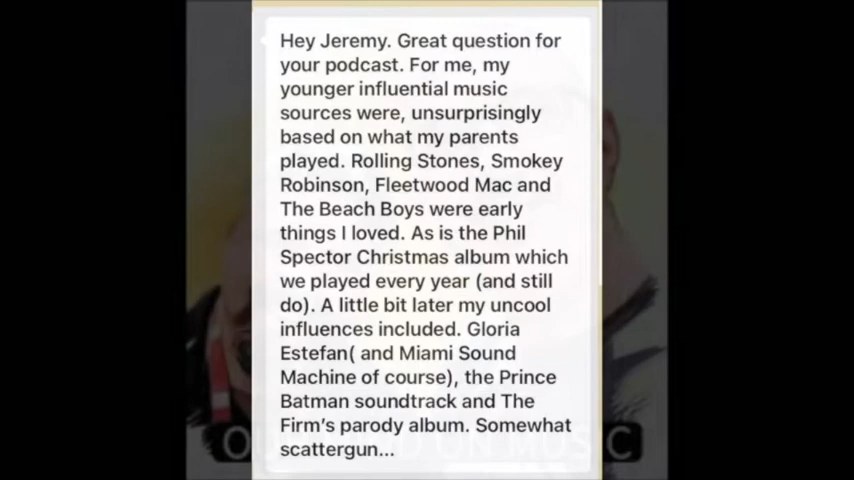 Hey Jeremy. Great question for
your podcast. For me, my
younger influential music
sources were, unsurprisingly
based on what my parents
played. Rolling Stones, Smokey
Robinson, Fleetwood Mac and
The Beach Boys were early
things I loved. As is the Phil
Spector Christmas album which
we played every year (and still
do). A little bit later my uncool
influences included. Gloria
Estefan( and Miami Sound
Machine of course), the Prince
Batman soundtrack and The
Firm's parody album. Somewhat
scattergun...
ON MUSIC